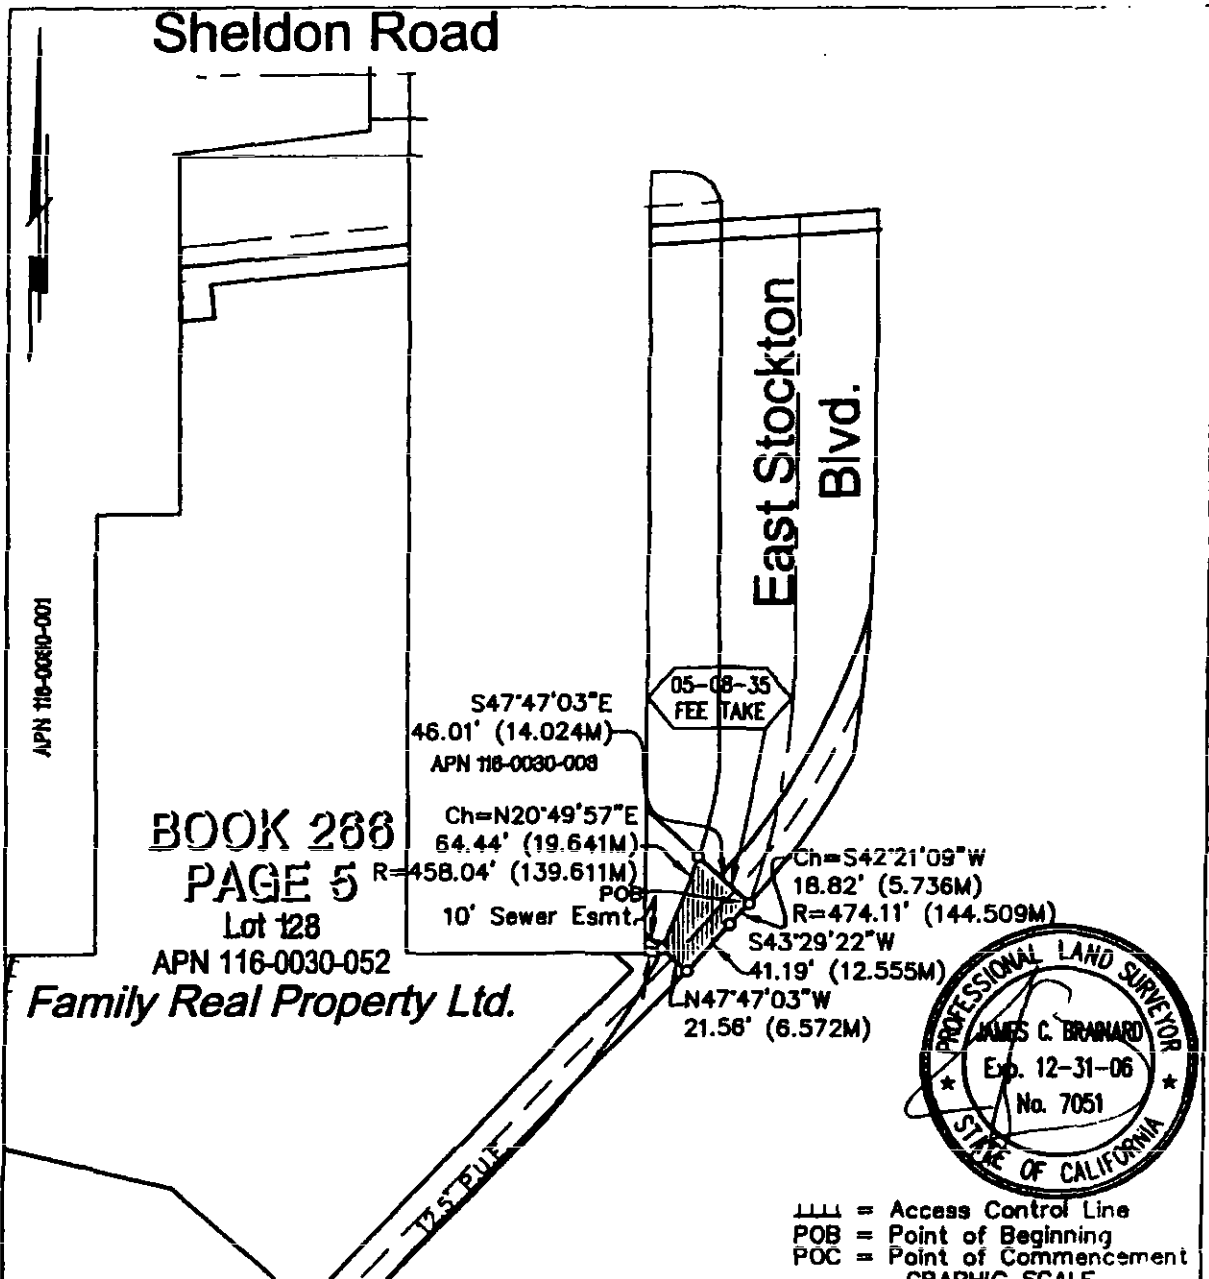 Sheldon Road
East Stockton
Blvd.
APN 116-0030-001
05-08-35
FEE TAKE
S47°47'03"E
46.01' (14.024M)
APN 116-0030-008
Ch=N20°49'57"E
64.44' (19.641M)
R=458.04' (139.611M)
POB
10' Sewer Esmt.
BOOK 266
PAGE 5
Lot 128
APN 116-0030-052
Family Real Property Ltd.
Ch=S42°21'09"W
18.82' (5.736M)
R=474.11' (144.509M)
S43°29'22"W
41.19' (12.555M)
N47°47'03"W
21.56' (6.572M)
12.5' P.U.E.
PROFESSIONAL LAND SURVEYOR
JAMES C. BRAINARD
Exp. 12-31-06
No. 7051
STATE OF CALIFORNIA
= Access Control Line
POB = Point of Beginning
POC = Point of Commencement
GRAPHIC SCALE